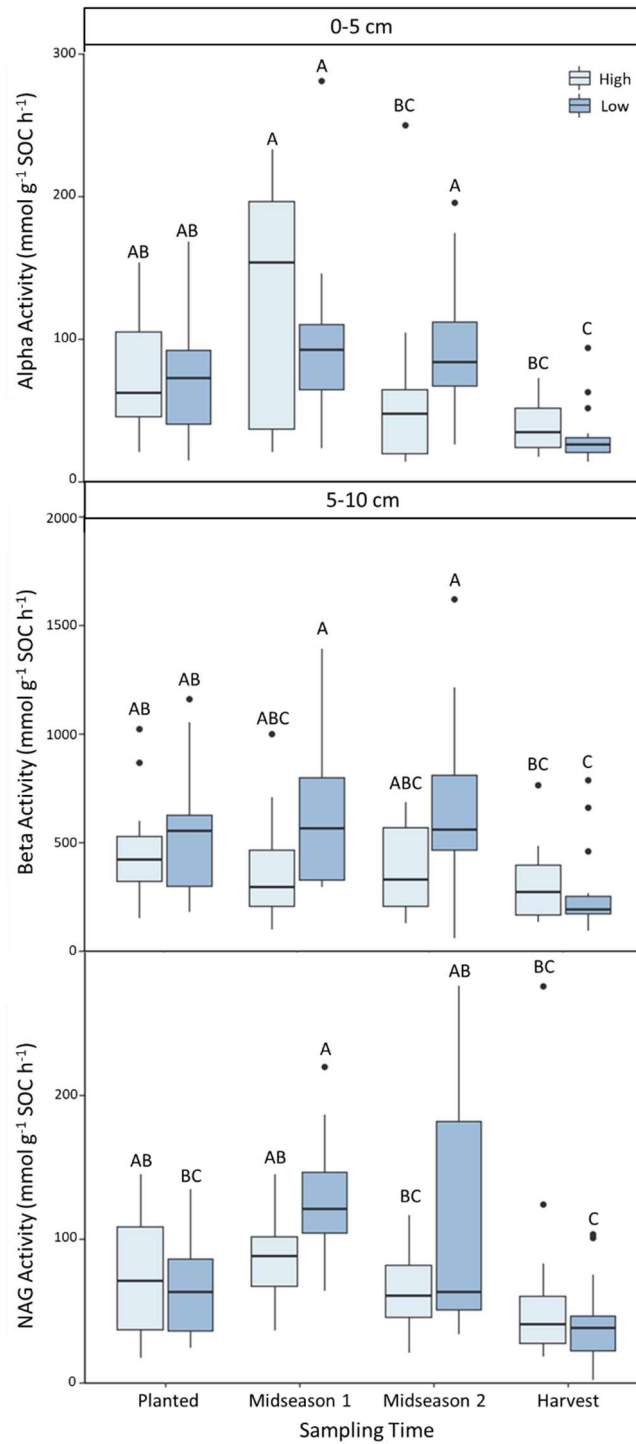 0-5 cm
300
High
Low
A
BC
A
A
AB
AB
200
BC
C
100
0
Alpha Activity (mmol g⁻¹ SOC h⁻¹)
5-10 cm
2000
A
1500
A
AB
AB
ABC
1000
ABC
BC
C
500
0
Beta Activity (mmol g⁻¹ SOC h⁻¹)
AB
BC
A
200
AB
BC
AB
BC
C
100
0
NAG Activity (mmol g⁻¹ SOC h⁻¹)
Planted Midseason 1 Midseason 2 Harvest
Sampling Time